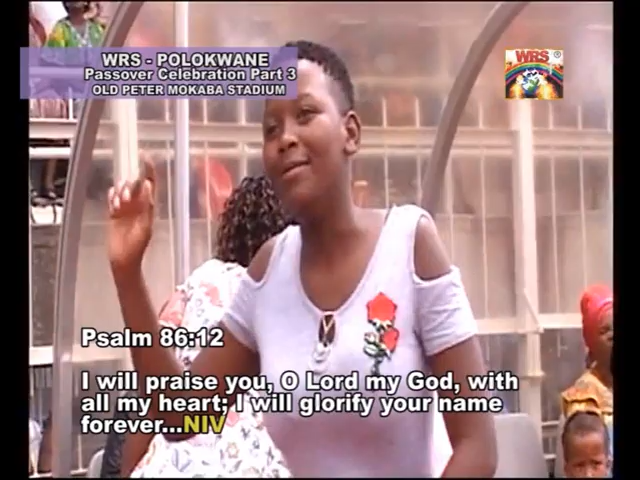 WRS - POLOKWANE
Passover Celebration Part 3
OLD PETER MOKABA STADIUM
WRS
Psalm 86:12
I will praise you, O LORD my God, with
all my heart; I will glorify your name
forever...NIV